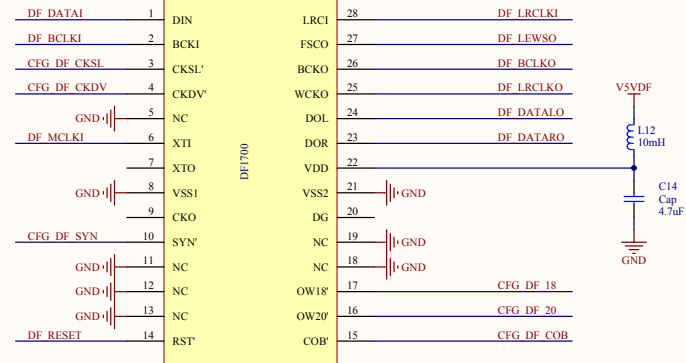 DF_DATAI 1 DIN LRCI 28 DF_LRCLKI
DF_BCLKI 2 BCKI FSCO 27 DF_LEWSO
CFG_DF_CKSL 3 CKSL' BCKO 26 DF_BCLKO
CFG_DF_CKDV 4 CKDV' WCKO 25 DF_LRCLKO
GND 5 NC DOL 24 DF_DATALO
DF_MCLKI 6 XTI DOR 23 DF_DATARO
7 XTO VDD 22
GND 8 VSS1 VSS2 21 GND
9 CKO DG 20
CFG_DF_SYN 10 SYN' NC 19 GND
GND 11 NC NC 18 GND
GND 12 NC OW18' 17 CFG_DF_18
GND 13 NC OW20' 16 CFG_DF_20
DF_RESET 14 RST' COB' 15 CFG_DF_COB
DF1700
V5VDF
L12
10mH
C14
Cap
4.7uF
GND